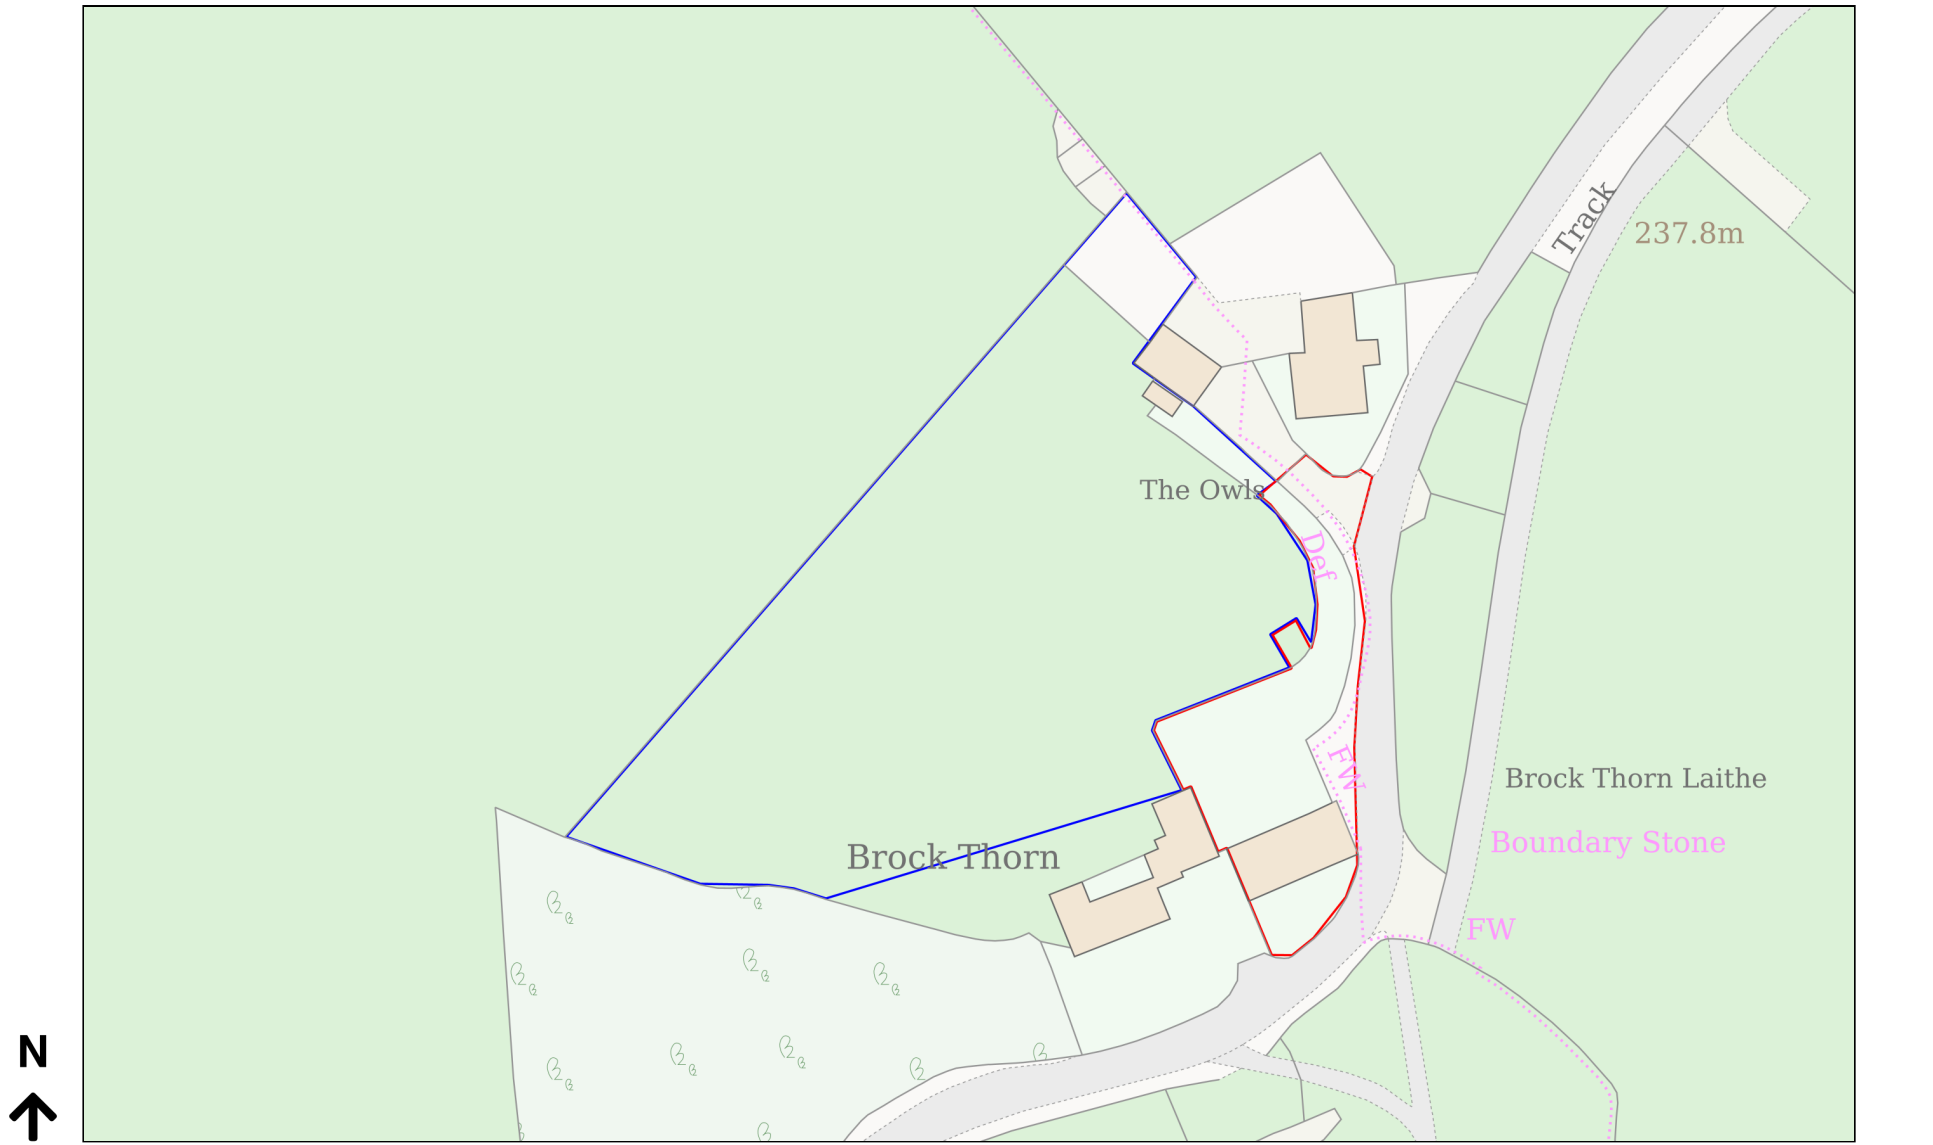 Track
237.8m
The Owls
Def
FW
Brock Thorn Laithe
Boundary Stone
Brock Thorn
FW
N